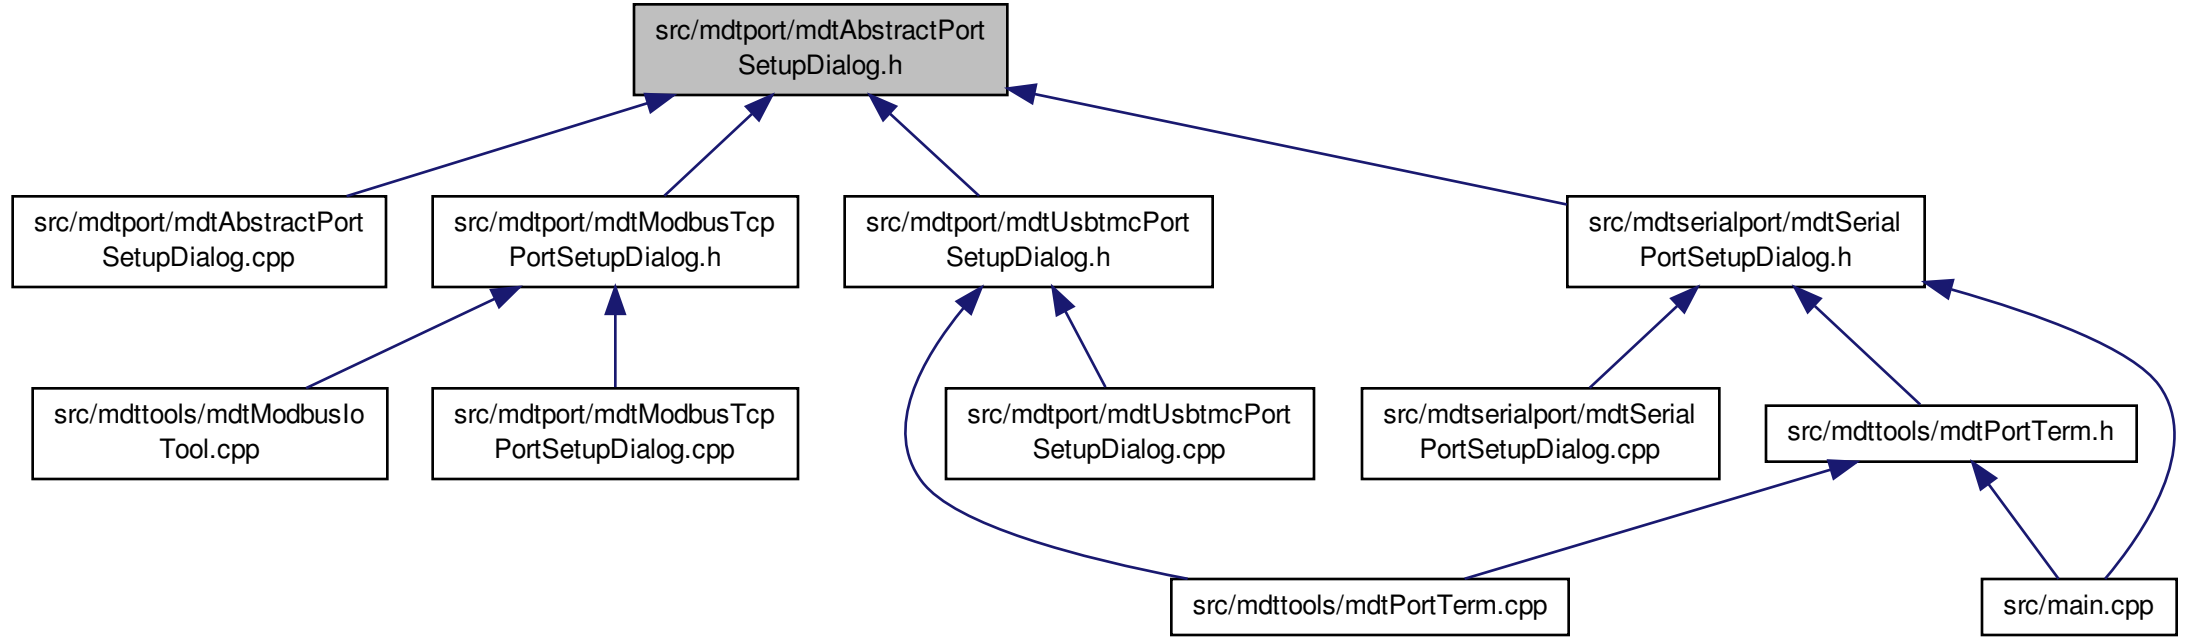 src/mdtport/mdtAbstractPort
SetupDialog.h
src/mdtport/mdtAbstractPort
SetupDialog.cpp
src/mdtport/mdtModbusTcp
PortSetupDialog.h
src/mdtport/mdtUsbtmcPort
SetupDialog.h
src/mdtserialport/mdtSerial
PortSetupDialog.h
src/mdttools/mdtModbusIo
Tool.cpp
src/mdtport/mdtModbusTcp
PortSetupDialog.cpp
src/mdtport/mdtUsbtmcPort
SetupDialog.cpp
src/mdtserialport/mdtSerial
PortSetupDialog.cpp
src/mdttools/mdtPortTerm.h
src/mdttools/mdtPortTerm.cpp
src/main.cpp